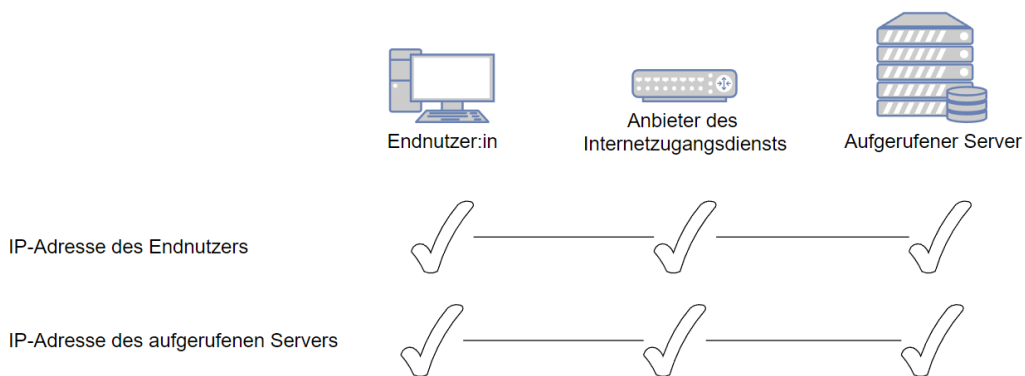 Endnutzer:in
Anbieter des
Internetzugangsdiensts
Aufgerufener Server
IP-Adresse des Endnutzers
IP-Adresse des aufgerufenen Servers